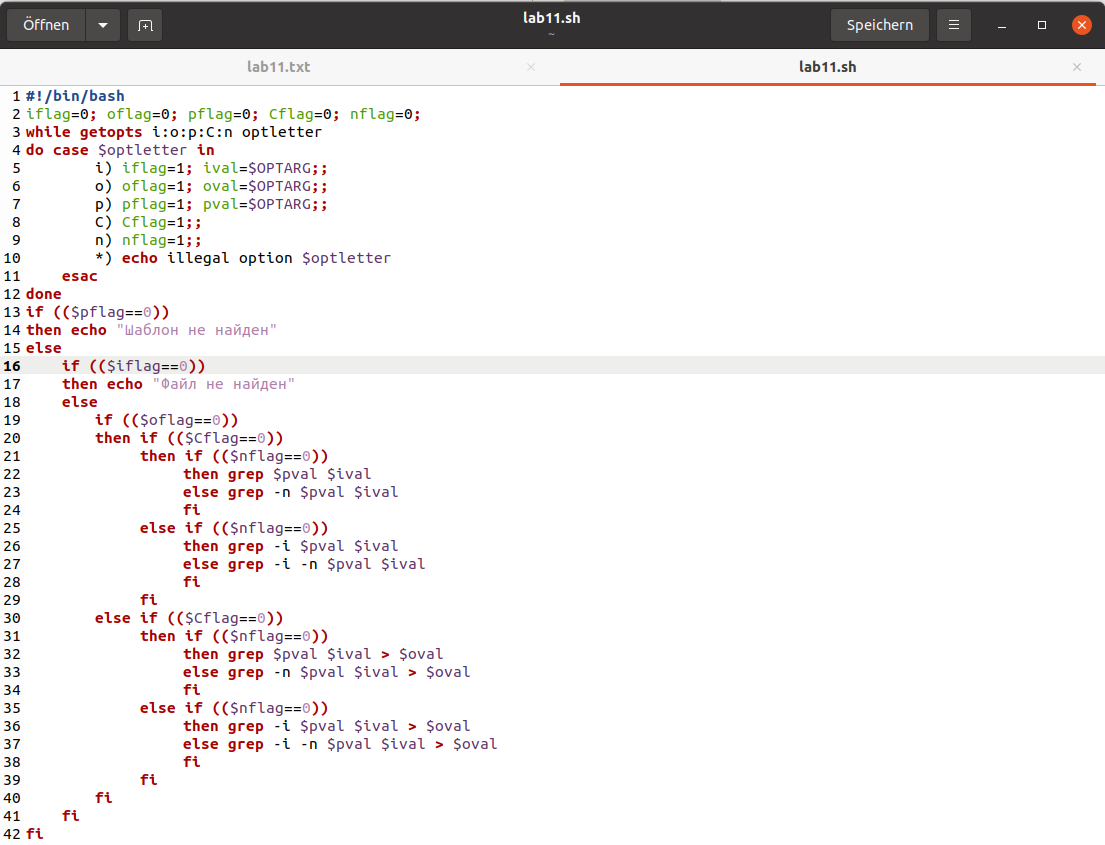 Öffnen
lab11.sh
~
Speichern
lab11.txt
lab11.sh
1 #!/bin/bash
2 iflag=0; oflag=0; pflag=0; Cflag=0; nflag=0;
3 while getopts i:o:p:C:n optletter
4 do case $optletter in
5 i) iflag=1; ival=$OPTARG;;
6 o) oflag=1; oval=$OPTARG;;
7 p) pflag=1; pval=$OPTARG;;
8 C) Cflag=1;;
9 n) nflag=1;;
10 *) echo illegal option $optletter
11 esac
12 done
13 if (($pflag==0))
14 then echo "Шаблон не найден"
15 else
16 if (($iflag==0))
17 then echo "Файл не найден"
18 else
19 if (($oflag==0))
20 then if (($Cflag==0))
21 then if (($nflag==0))
22 then grep $pval $ival
23 else grep -n $pval $ival
24 fi
25 else if (($nflag==0))
26 then grep -i $pval $ival
27 else grep -i -n $pval $ival
28 fi
29 fi
30 else if (($Cflag==0))
31 then if (($nflag==0))
32 then grep $pval $ival > $oval
33 else grep -n $pval $ival > $oval
34 fi
35 else if (($nflag==0))
36 then grep -i $pval $ival > $oval
37 else grep -i -n $pval $ival > $oval
38 fi
39 fi
40 fi
41 fi
42 fi